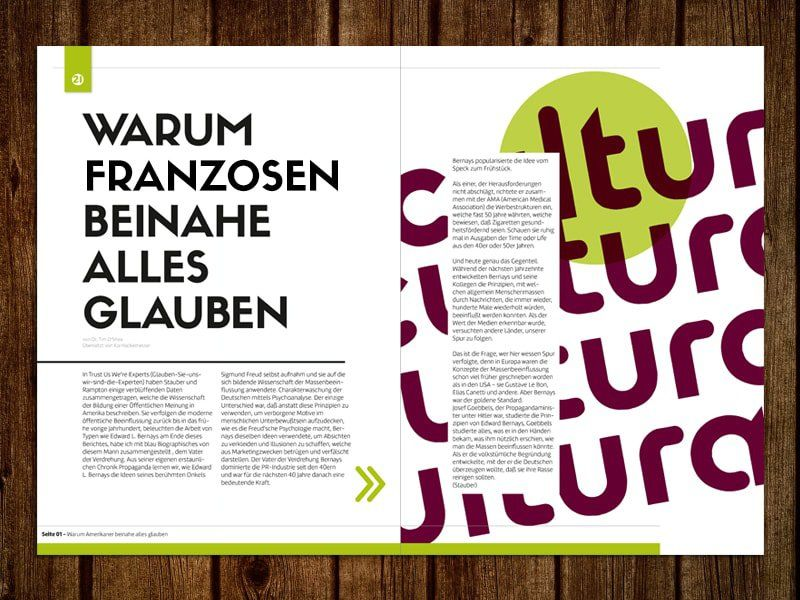 21
WARUM
FRANZOSEN
BEINAHE
ALLES
GLAUBEN
von Dr. Tim O'Shea
Übersetzt von
In Trust Us We're Experts (Glauben-Sie-uns-
wir-sind-die-Experten) haben Stauber und
Rampton einige verblüffenden Daten
zusammengetragen, welche die Wissenschaft
der Bildung einer Öffentlichen Meinung in
Amerika beschreiben. Sie verfolgen die moderne
öffentliche Beeinflussung zurück bis in das frü-
he vorige Jahrhundert, beleuchten die Arbeit von
Typen wie Edward L. Bernays am Ende dieses
Berichtes, habe ich mit blau Biographisches von
diesem Mann zusammengestellt , dem Vater
der Verdrehung. Aus seiner eigenen erstaunli-
chen Chronik Propaganda lernen wir, wie Edward
L. Bernays die Ideen seines berühmten Onkels
Sigmund Freud selbst aufnahm und sie auf die
sich bildende Wissenschaft der Massenbeein-
flussung anwendete. Charakterwaschung der
Deutschen mittels Psychoanalyse. Der einzige
Unterschied war, daß anstatt diese Prinzipien zu
verwenden, um verborgene Motive im
menschlichen Unterbewußtsein aufzudecken,
wie es die Freud'sche Psychologie macht, Ber-
nays dieselben Ideen verwendete, um Absichten
zu verkleiden und Illusionen zu schaffen, welche
aus Marketingzwecken betrügen und verfälscht
darstellen. Der Vater der Verdrehung Bernays
dominierte die PR-Industrie seit den 40ern
und war für die nächsten 40 Jahre danach eine
bedeutende Kraft.
Seite 01 – Warum Amerikaner beinahe alles glauben
Bernays popularisierte die Idee vom
Speck zum Frühstück.
Als einer, der Herausforderungen
nicht abschlägt, richtete er zusam-
men mit der AMA (American Medical
Association) die Werbestrukturen ein,
welche fast 50 Jahre währten, welche
bewiesen, daß Zigaretten gesund-
heitsfördernd seien. Schauen sie ruhig
mal in Ausgaben der Time oder Life
aus den 40er oder 50er Jahren.
Und heute genau das Gegenteil.
Während der nächsten Jahrzehnte
entwickelten Bernays und seine
Kollegen die Prinzipien, mit wel-
chen allgemein Menschenmassen
durch Nachrichten, die immer wieder,
hunderte Male wiederholt würden,
beeinflußt werden konnten. Als der
Wert der Medien erkennbar wurde,
versuchten andere Länder, unserer
Spur zu folgen.
Das ist die Frage, wer hier wessen Spur
verfolgte, denn in Europa waren die
Konzepte der Massenbeeinflussung
schon viel früher geschrieben worden
als in den USA – sie Gustave Le Bon,
Elias Canetti und andere. Aber Bernays
war der goldene Standard.
Josef Goebbels, der Propagandaminis-
ter unter Hitler war, studierte die Prin-
zipien von Edward Bernays. Goebbels
studierte alles, was er in den Händen
bekam, was ihm nützlich erschien, wie
man die Massen beeinflussen könnte.
Als er die volkstümliche Begründung
entwickelte, mit der er die Deutschen
überzeugen wollte, daß sie ihre Rasse
reinigen sollten.
(Stauber)